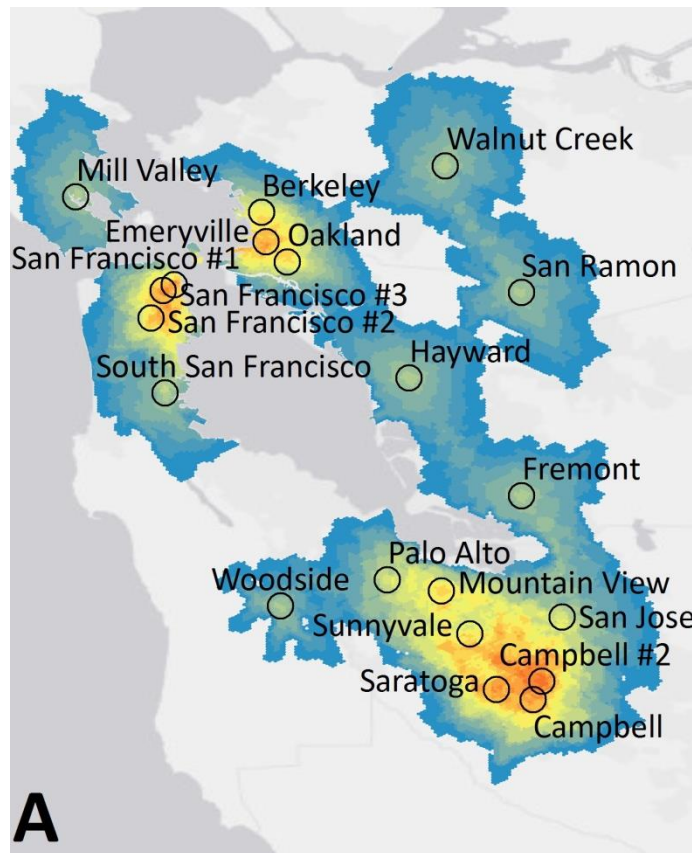 Walnut Creek
Mill Valley
Berkeley
Emeryville
Oakland
San Francisco #1
San Ramon
San Francisco #3
San Francisco #2
Hayward
South San Francisco
Fremont
Palo Alto
Woodside
Mountain View
San Jose
Sunnyvale
Campbell #2
Saratoga
Campbell
A